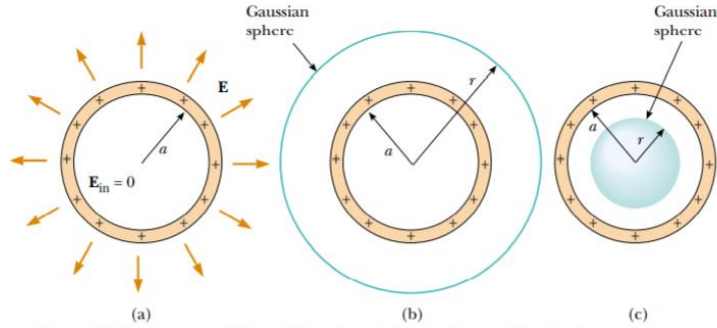 Gaussian
sphere
Gaussian
sphere
E
r
a
a
a
r
E_in = 0
(a)
(b)
(c)